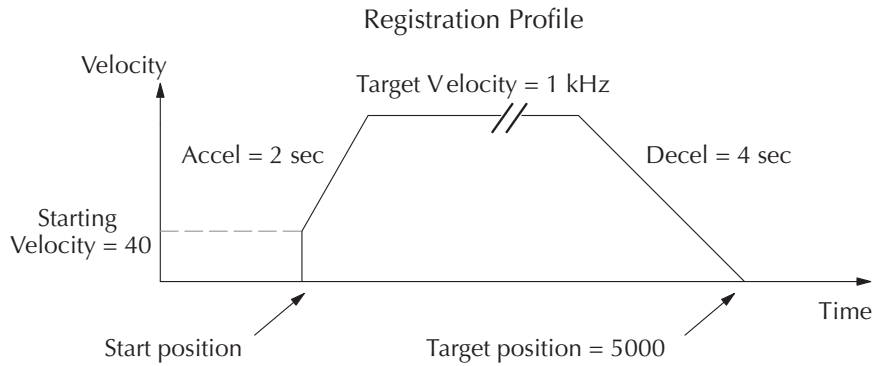 Registration Profile
Velocity
Target Velocity = 1 kHz
Accel = 2 sec
Decel = 4 sec
Starting
Velocity = 40
Time
Start position
Target position = 5000